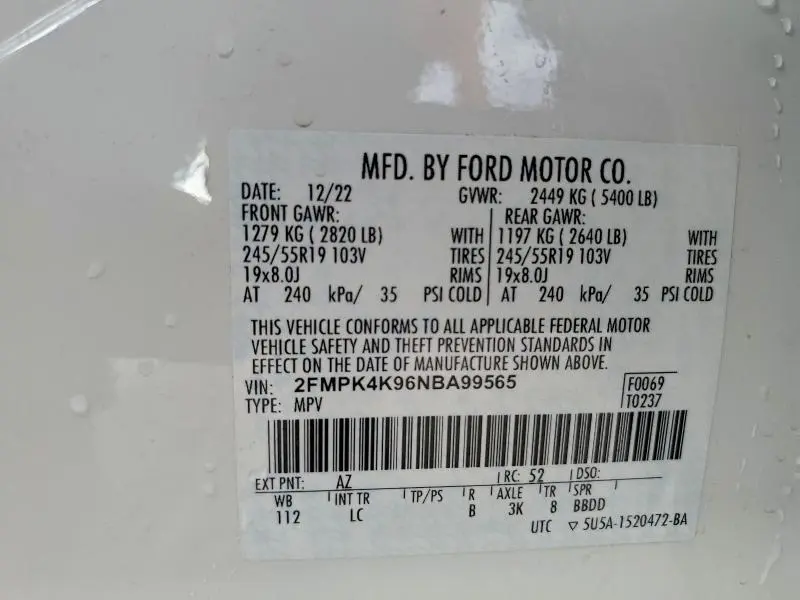 MFD. BY FORD MOTOR CO.
DATE: 12/22 GVWR: 2449 KG ( 5400 LB)
FRONT GAWR: REAR GAWR:
1279 KG ( 2820 LB) WITH 1197 KG ( 2640 LB) WITH
245/55R19 103V TIRES 245/55R19 103V TIRES
19x8.0J RIMS 19x8.0J RIMS
AT 240 kPa/ 35 PSI COLD AT 240 kPa/ 35 PSI COLD
THIS VEHICLE CONFORMS TO ALL APPLICABLE FEDERAL MOTOR
VEHICLE SAFETY AND THEFT PREVENTION STANDARDS IN
EFFECT ON THE DATE OF MANUFACTURE SHOWN ABOVE.
VIN: 2FMPK4K96NBA99565 F0069
TYPE: MPV T0237
EXT PNT: AZ RC: 52 DSO:
WB INT TR TP/PS R AXLE TR SPR
112 LC B 3K 8 BBDD
UTC ▽ 5U5A-1520472-BA